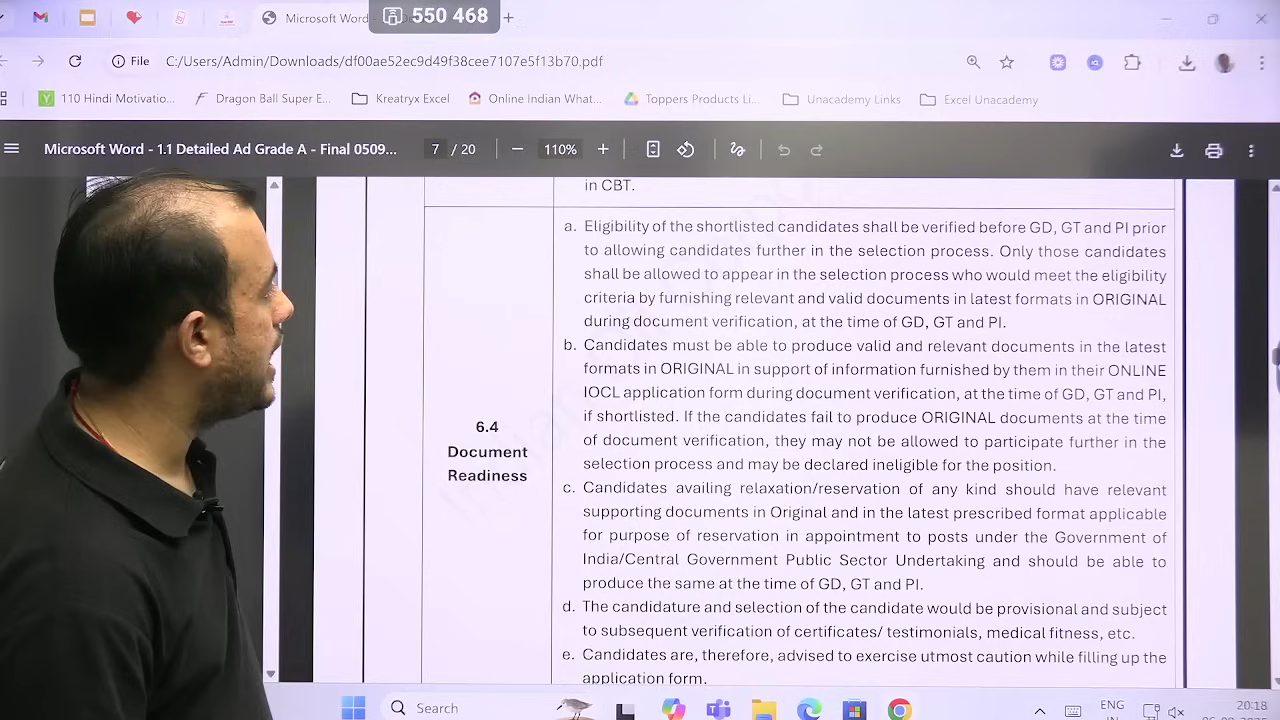 Microsoft Word
550 468
File
C:/Users/Admin/Downloads/df00ae52ec9d49f38cee7107e5f13b70.pdf
110 Hindi Motivatio...
Dragon Ball Super E...
Kreatryx Excel
Online Indian What...
Toppers Products Li...
Unacademy Links
Excel Unacademy
Microsoft Word - 1.1 Detailed Ad Grade A - Final 0509...
7 / 20
110%
in CBT.
6.4
Document
Readiness
a. Eligibility of the shortlisted candidates shall be verified before GD, GT and PI prior
to allowing candidates further in the selection process. Only those candidates
shall be allowed to appear in the selection process who would meet the eligibility
criteria by furnishing relevant and valid documents in latest formats in ORIGINAL
during document verification, at the time of GD, GT and PI.
b. Candidates must be able to produce valid and relevant documents in the latest
formats in ORIGINAL in support of information furnished by them in their ONLINE
IOCL application form during document verification, at the time of GD, GT and PI,
if shortlisted. If the candidates fail to produce ORIGINAL documents at the time
of document verification, they may not be allowed to participate further in the
selection process and may be declared ineligible for the position.
c. Candidates availing relaxation/reservation of any kind should have relevant
supporting documents in Original and in the latest prescribed format applicable
for purpose of reservation in appointment to posts under the Government of
India/Central Government Public Sector Undertaking and should be able to
produce the same at the time of GD, GT and PI.
d. The candidature and selection of the candidate would be provisional and subject
to subsequent verification of certificates/ testimonials, medical fitness, etc.
e. Candidates are, therefore, advised to exercise utmost caution while filling up the
application form.
Search
ENG
20:18